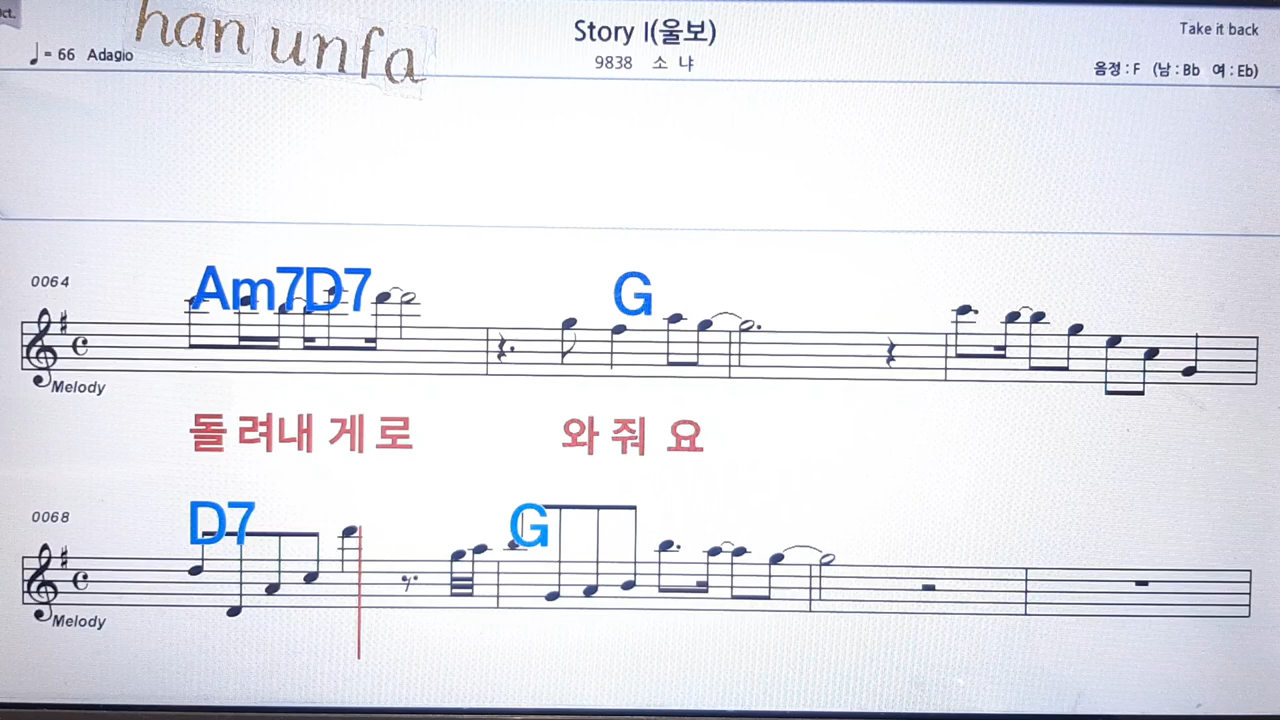 ct.
han unfa
Story I(울보)
Take it back
♩= 66 Adagio
9838 소 냐
음정 : F (남 : Bb 여 : Eb)
0064
Am7D7 G
Melody
돌 려내 게 로 와 줘 요
0068
D7 G
Melody